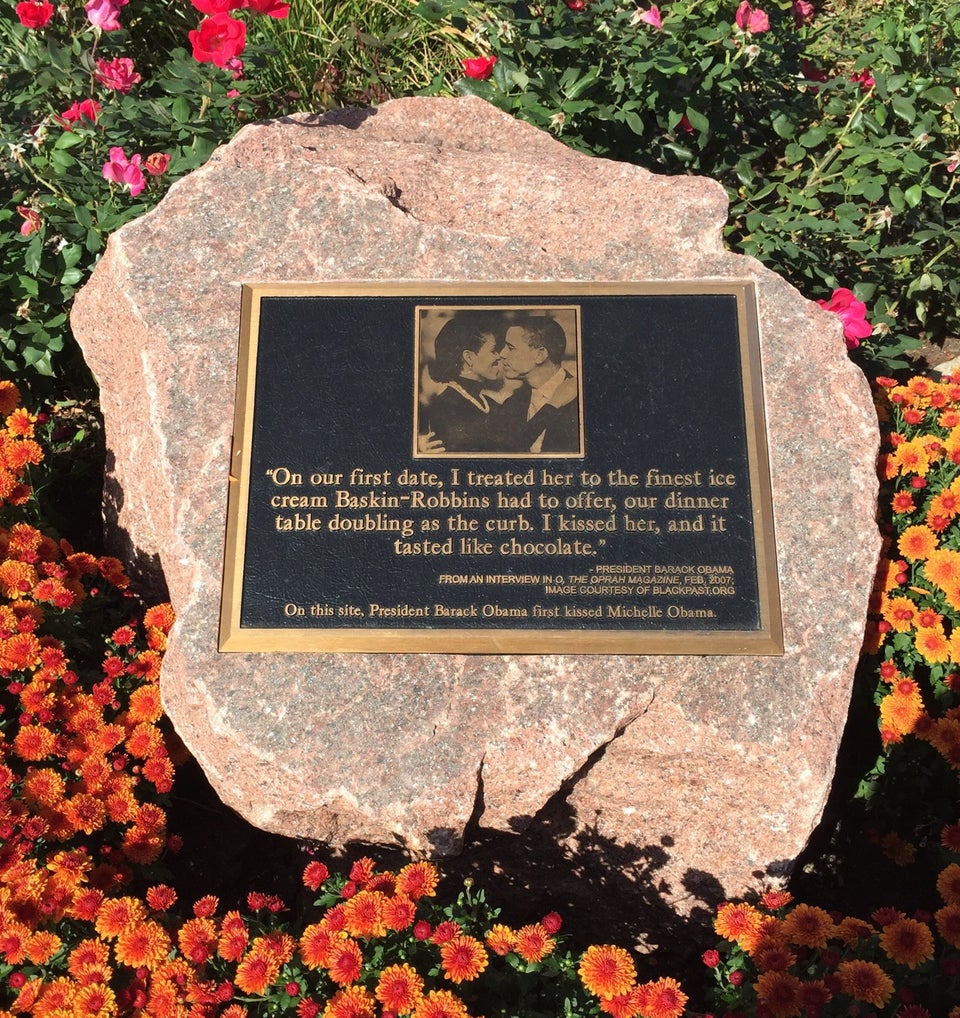 “On our first date, I treated her to the finest ice
cream Baskin-Robbins had to offer, our dinner
table doubling as the curb. I kissed her, and it
tasted like chocolate.”
- PRESIDENT BARACK OBAMA
FROM AN INTERVIEW IN O, THE OPRAH MAGAZINE, FEB. 2007;
IMAGE COURTESY OF BLACKPAST.ORG
On this site, President Barack Obama first kissed Michelle Obama.